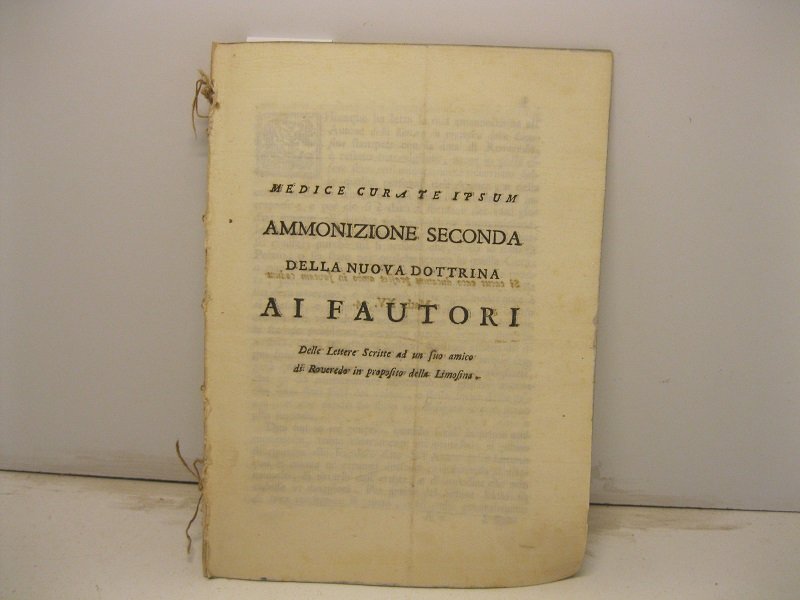 MEDICE CURA TE IPSUM
AMMONIZIONE SECONDA
DELLA NUOVA DOTTRINA
AI FAUTORI
Delle Lettere Scritte ad un ſuo amico
di Roveredo in propoſito della Limoſina.